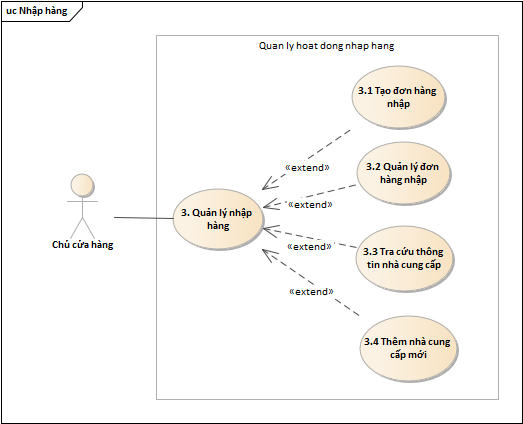 uc Nhập hàng
Quan ly hoat dong nhap hang
3.1 Tạo đơn hàng
nhập
«extend»
3.2 Quản lý đơn
hàng nhập
«extend»
3. Quản lý nhập
hàng
Chủ cửa hàng
«extend»
3.3 Tra cứu thông
tin nhà cung cấp
«extend»
3.4 Thêm nhà cung
cấp mới